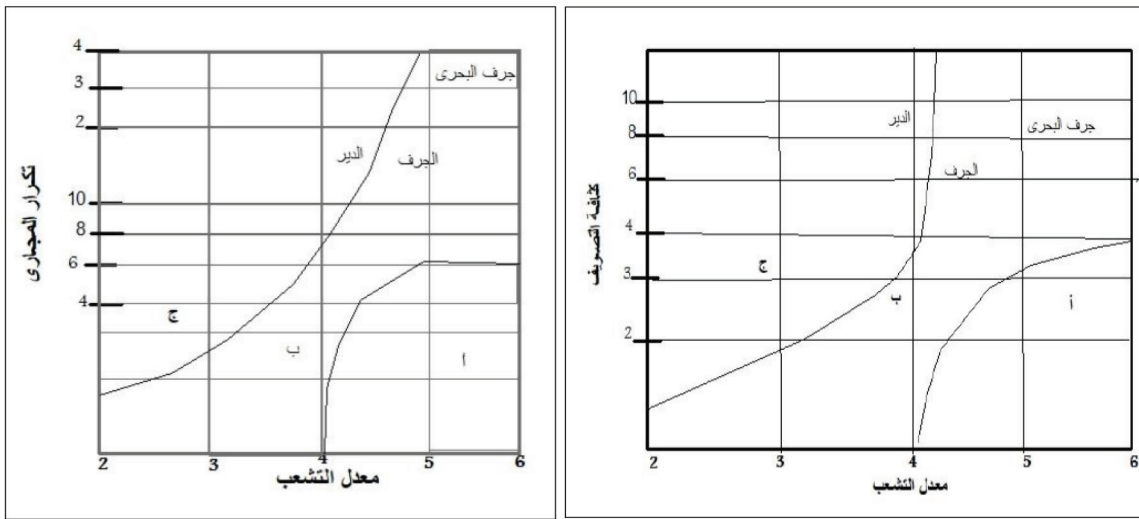 4
3
2
10
8
6
4
جرف البحرى
الدير
الجرف
ج
ب
أ
تكرار المجارى
2 3 4 5 6
معدل التشعب
10
8
6
4
3
2
الدير
جرف البحرى
الجرف
ج
ب
أ
كثافة التصويف
2 3 4 5 6
معدل التشعب